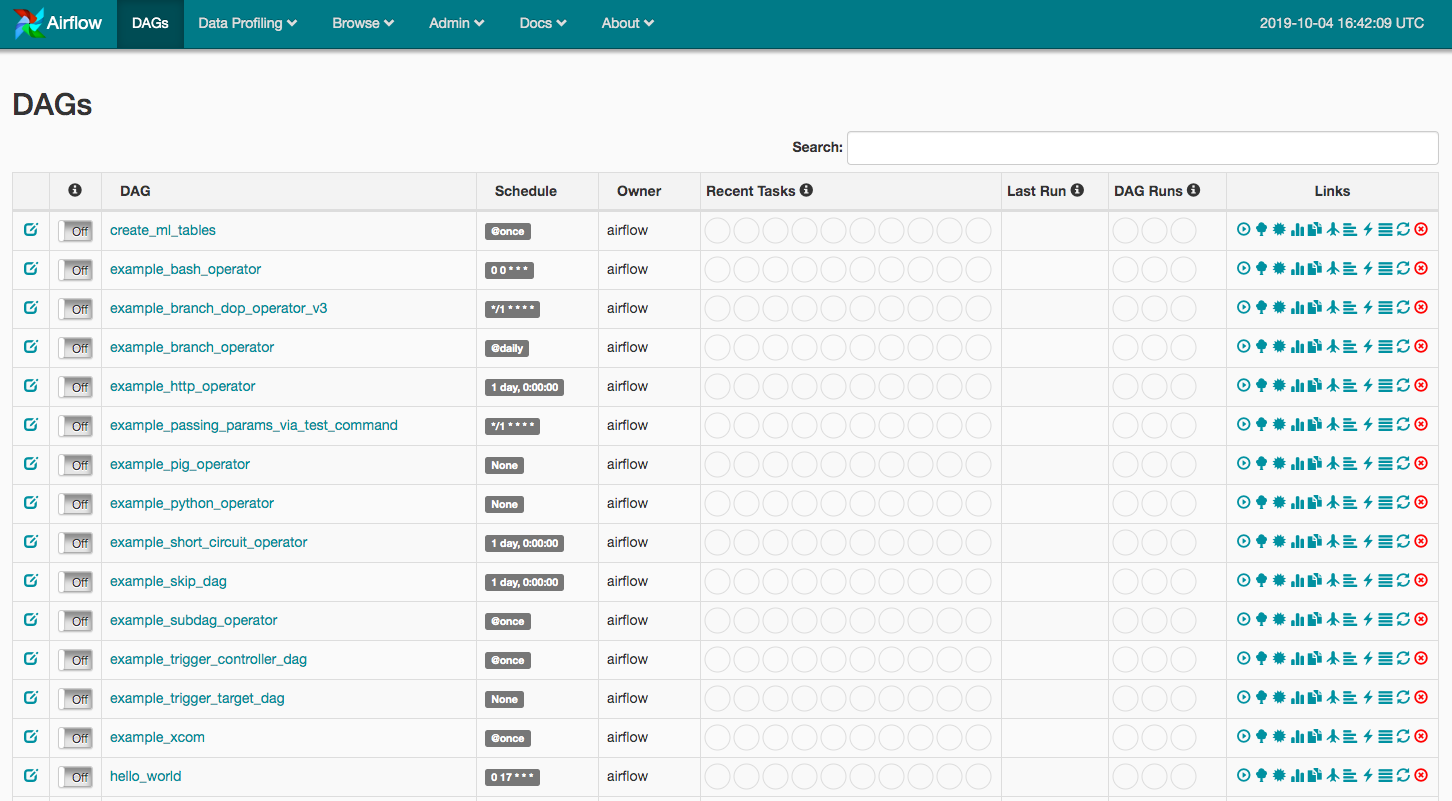 Airflow DAGs Data Profiling Browse Admin Docs About 2019-10-04 16:42:09 UTC
DAGs
Search:
DAG Schedule Owner Recent Tasks Last Run DAG Runs Links
Off create_ml_tables @once airflow
Off example_bash_operator 0 0 * * * airflow
Off example_branch_dop_operator_v3 */1 * * * * airflow
Off example_branch_operator @daily airflow
Off example_http_operator 1 day, 0:00:00 airflow
Off example_passing_params_via_test_command */1 * * * * airflow
Off example_pig_operator None airflow
Off example_python_operator None airflow
Off example_short_circuit_operator 1 day, 0:00:00 airflow
Off example_skip_dag 1 day, 0:00:00 airflow
Off example_subdag_operator @once airflow
Off example_trigger_controller_dag @once airflow
Off example_trigger_target_dag None airflow
Off example_xcom @once airflow
Off hello_world 0 17 * * * airflow